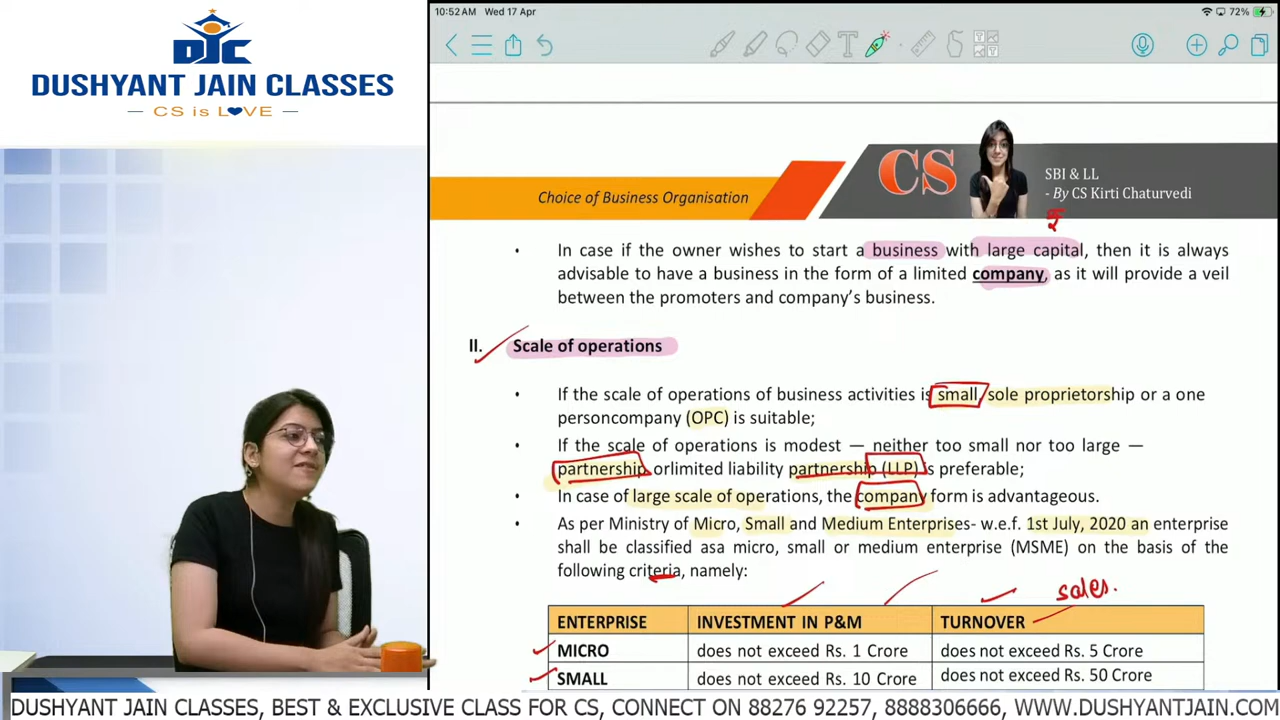 10:52 AM Wed 17 Apr
72%
DJC
DUSHYANT JAIN CLASSES
— CS is LOVE —
Choice of Business Organisation
CS
SBI & LL
- By CS Kirti Chaturvedi
• In case if the owner wishes to start a business with large capital, then it is always
advisable to have a business in the form of a limited company, as it will provide a veil
between the promoters and company's business.
II. Scale of operations
• If the scale of operations of business activities is small, sole proprietorship or a one
personcompany (OPC) is suitable;
• If the scale of operations is modest — neither too small nor too large —
partnership orlimited liability partnership (LLP) is preferable;
• In case of large scale of operations, the company form is advantageous.
• As per Ministry of Micro, Small and Medium Enterprises- w.e.f. 1st July, 2020 an enterprise
shall be classified asa micro, small or medium enterprise (MSME) on the basis of the
following criteria, namely:
sales.
ENTERPRISE INVESTMENT IN P&M TURNOVER
MICRO does not exceed Rs. 1 Crore does not exceed Rs. 5 Crore
SMALL does not exceed Rs. 10 Crore does not exceed Rs. 50 Crore
DUSHYANT JAIN CLASSES, BEST & EXCLUSIVE CLASS FOR CS, CONNECT ON 88276 92257, 8888306666, WWW.DUSHYANTJAIN.COM